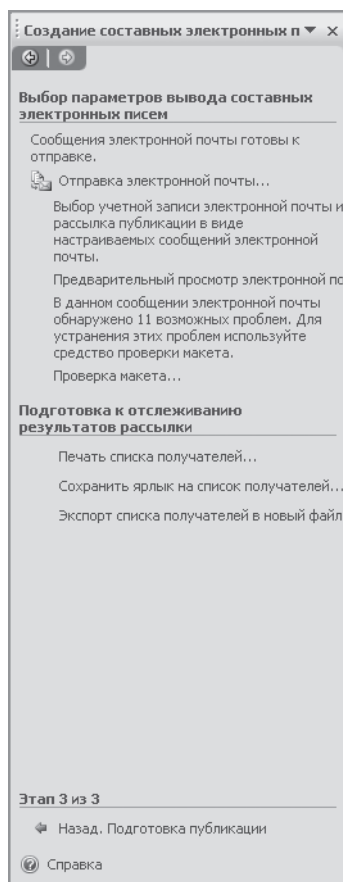 Создание составных электронных п
Выбор параметров вывода составных
электронных писем
Сообщения электронной почты готовы к
отправке.
Отправка электронной почты...
Выбор учетной записи электронной почты и
рассылка публикации в виде
настраиваемых сообщений электронной
почты.
Предварительный просмотр электронной по
В данном сообщении электронной почты
обнаружено 11 возможных проблем. Для
устранения этих проблем используйте
средство проверки макета.
Проверка макета...
Подготовка к отслеживанию
результатов рассылки
Печать списка получателей...
Сохранить ярлык на список получателей...
Экспорт списка получателей в новый файл
Этап 3 из 3
Назад. Подготовка публикации
Справка